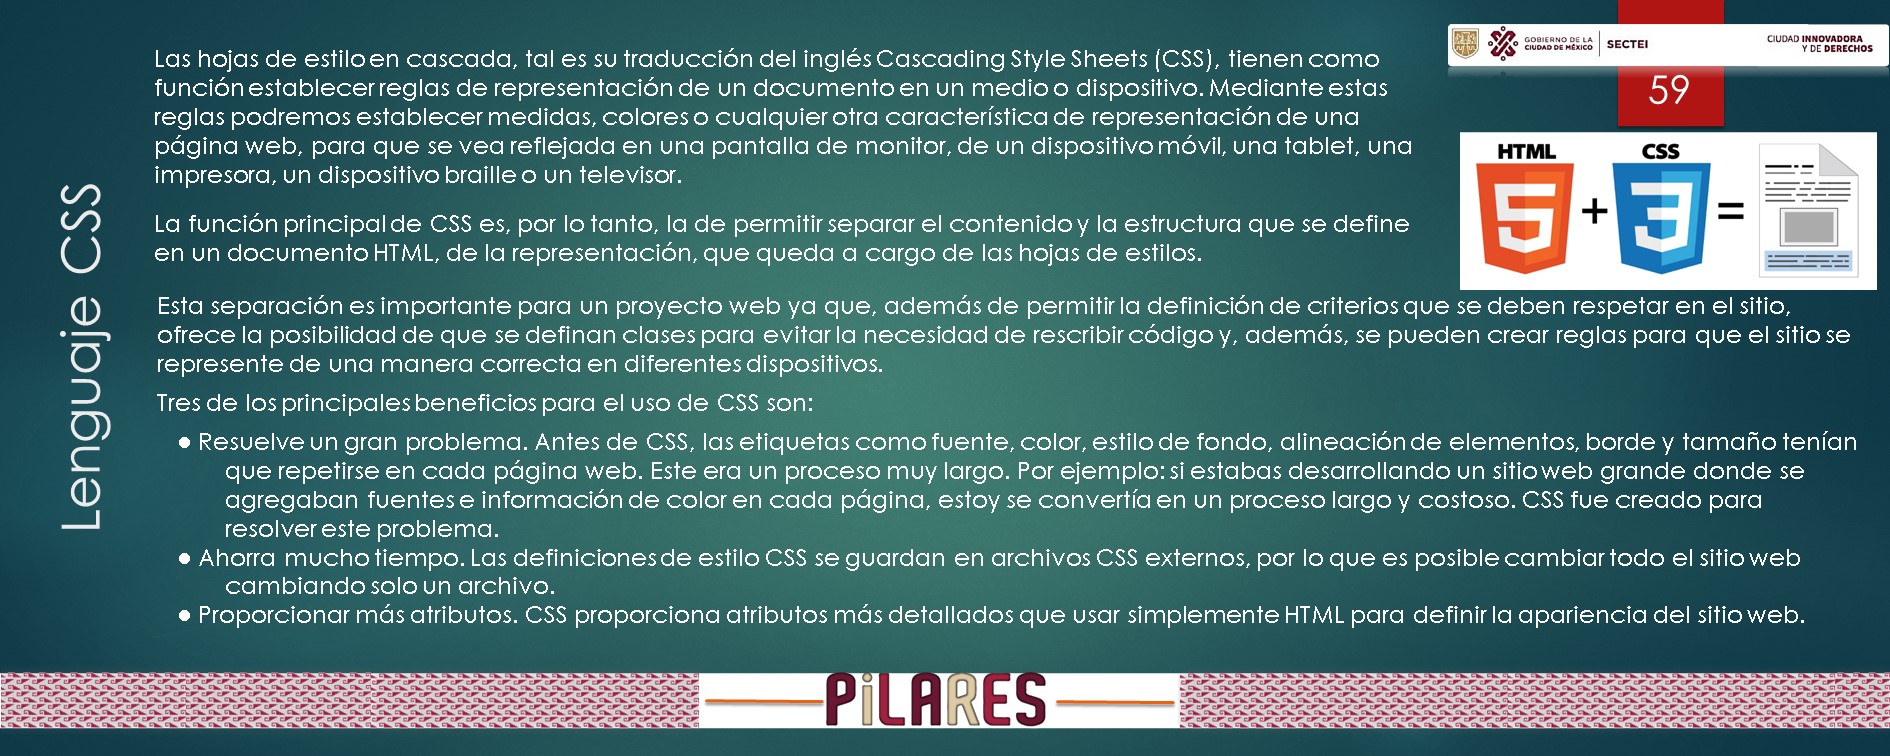 GOBIERNO DE LA
CIUDAD DE MÉXICO
SECTEI
CIUDAD INNOVADORA
Y DE DERECHOS
59
Lenguaje CSS
Las hojas de estilo en cascada, tal es su traducción del inglés Cascading Style Sheets (CSS), tienen como
función establecer reglas de representación de un documento en un medio o dispositivo. Mediante estas
reglas podremos establecer medidas, colores o cualquier otra característica de representación de una
página web, para que se vea reflejada en una pantalla de monitor, de un dispositivo móvil, una tablet, una
impresora, un dispositivo braille o un televisor.
La función principal de CSS es, por lo tanto, la de permitir separar el contenido y la estructura que se define
en un documento HTML, de la representación, que queda a cargo de las hojas de estilos.
HTML
CSS
5 + 3 =
Esta separación es importante para un proyecto web ya que, además de permitir la definición de criterios que se deben respetar en el sitio,
ofrece la posibilidad de que se definan clases para evitar la necesidad de rescribir código y, además, se pueden crear reglas para que el sitio se
represente de una manera correcta en diferentes dispositivos.
Tres de los principales beneficios para el uso de CSS son:
● Resuelve un gran problema. Antes de CSS, las etiquetas como fuente, color, estilo de fondo, alineación de elementos, borde y tamaño tenían
que repetirse en cada página web. Este era un proceso muy largo. Por ejemplo: si estabas desarrollando un sitio web grande donde se
agregaban fuentes e información de color en cada página, estoy se convertía en un proceso largo y costoso. CSS fue creado para
resolver este problema.
● Ahorra mucho tiempo. Las definiciones de estilo CSS se guardan en archivos CSS externos, por lo que es posible cambiar todo el sitio web
cambiando solo un archivo.
● Proporcionar más atributos. CSS proporciona atributos más detallados que usar simplemente HTML para definir la apariencia del sitio web.
PiLARES